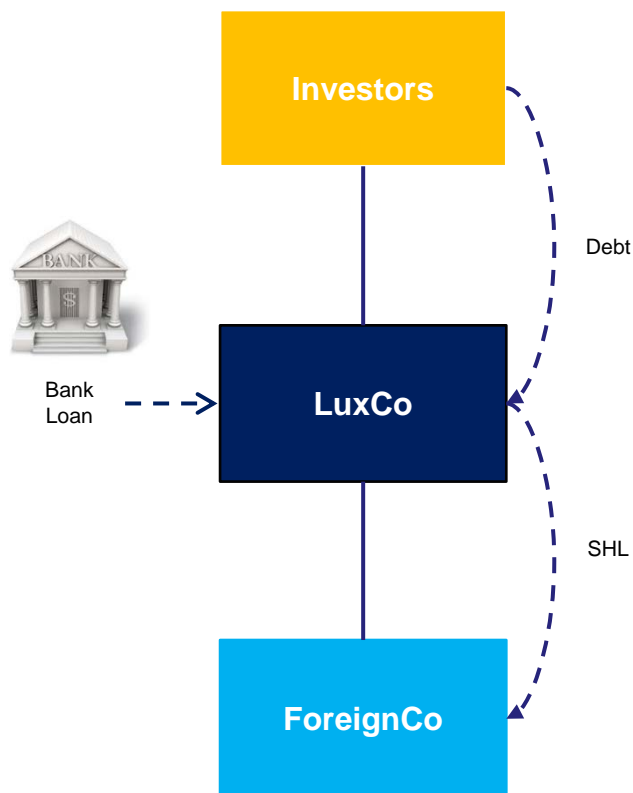 Investors
BANK
$
Debt
Bank
Loan
LuxCo
SHL
ForeignCo